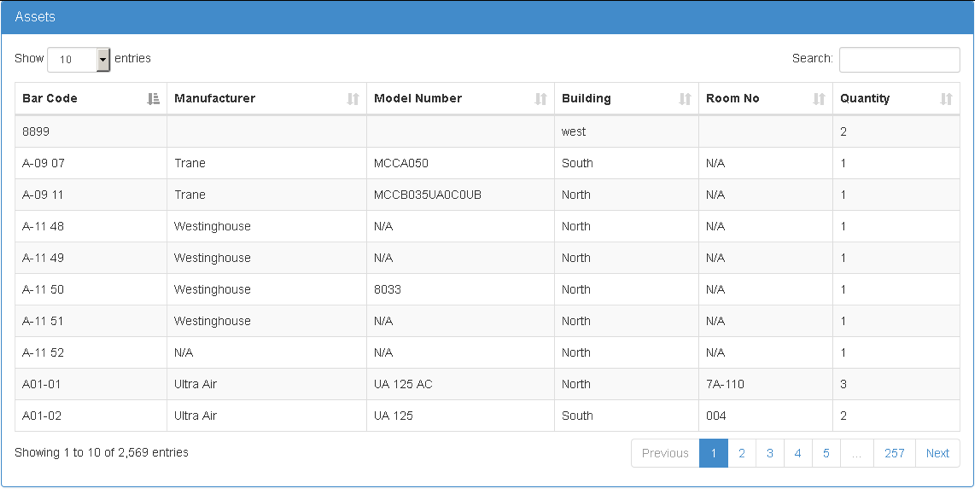 Assets
Show 10 entries Search:
Bar Code Manufacturer Model Number Building Room No Quantity
8899 west 2
A-09 07 Trane MCCA050 South N/A 1
A-09 11 Trane MCCB035UA0C0UB North N/A 1
A-11 48 Westinghouse N/A North N/A 1
A-11 49 Westinghouse N/A North N/A 1
A-11 50 Westinghouse 8033 North N/A 1
A-11 51 Westinghouse N/A North N/A 1
A-11 52 N/A N/A North N/A 1
A01-01 Ultra Air UA 125 AC North 7A-110 3
A01-02 Ultra Air UA 125 South 004 2
Showing 1 to 10 of 2,569 entries Previous 1 2 3 4 5 ... 257 Next